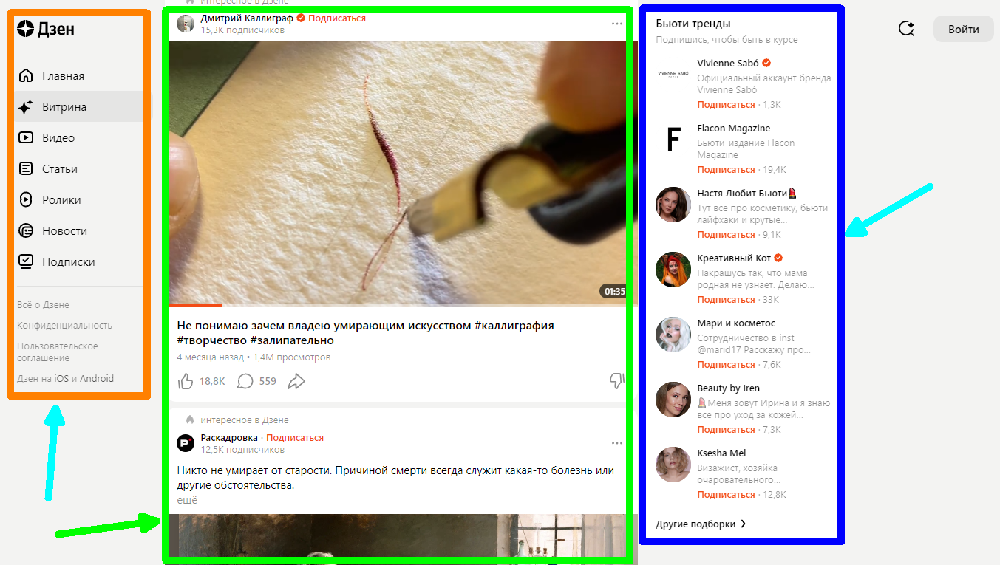 Дзен
Главная
Витрина
Видео
Статьи
Ролики
Новости
Подписки
Всё о Дзене
Конфиденциальность
Пользовательское
соглашение
Дзен на iOS и Android
интересное в Дзене
Дмитрий Каллиграф Подписаться
15,3K подписчиков
01:35
Не понимаю зачем владею умирающим искусством #каллиграфия
#творчество #залипательно
4 месяца назад • 1,4M просмотров
18,8K 559
интересное в Дзене
Раскадровка · Подписаться
12,5K подписчиков
Никто не умирает от старости. Причиной смерти всегда служит какая-то болезнь или
другие обстоятельства.
ещё
Бьюти тренды
Подпишись, чтобы быть в курсе
VIVIENNE SABÓ
Vivienne Sabó
Официальный аккаунт бренда
Vivienne Sabó
Подписаться · 1,3K
F
Flacon Magazine
Бьюти-издание Flacon
Magazine
Подписаться · 19,4K
Настя Любит Бьюти💄
Тут всё про косметику, бьюти
лайфхаки и крутые...
Подписаться · 9,1K
Креативный Кот
Накрашусь так, что мама
родная не узнает. Делаю...
Подписаться · 33K
Мари и косметос
Сотрудничество в inst
@marid17 Расскажу про...
Подписаться · 7,6K
Beauty by Iren
💄Меня зовут Ирина и я знаю
все про уход за кожей...
Подписаться · 7,3K
Ksesha Mel
Визажист, хозяйка
очаровательного...
Подписаться · 12,8K
Другие подборки
Войти